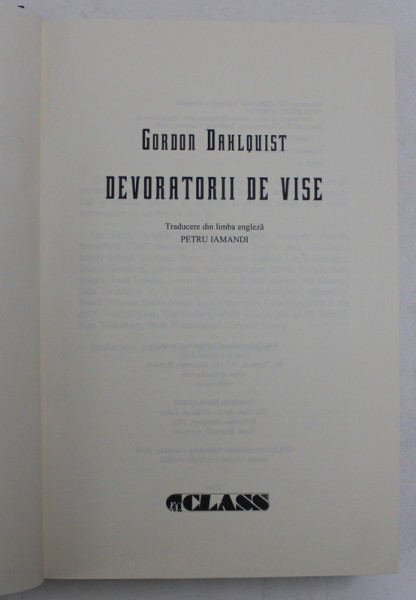 GORDON DAHLQUIST
DEVORATORII DE VISE
Traducere din limba engleză
PETRU IAMANDI
CLASS